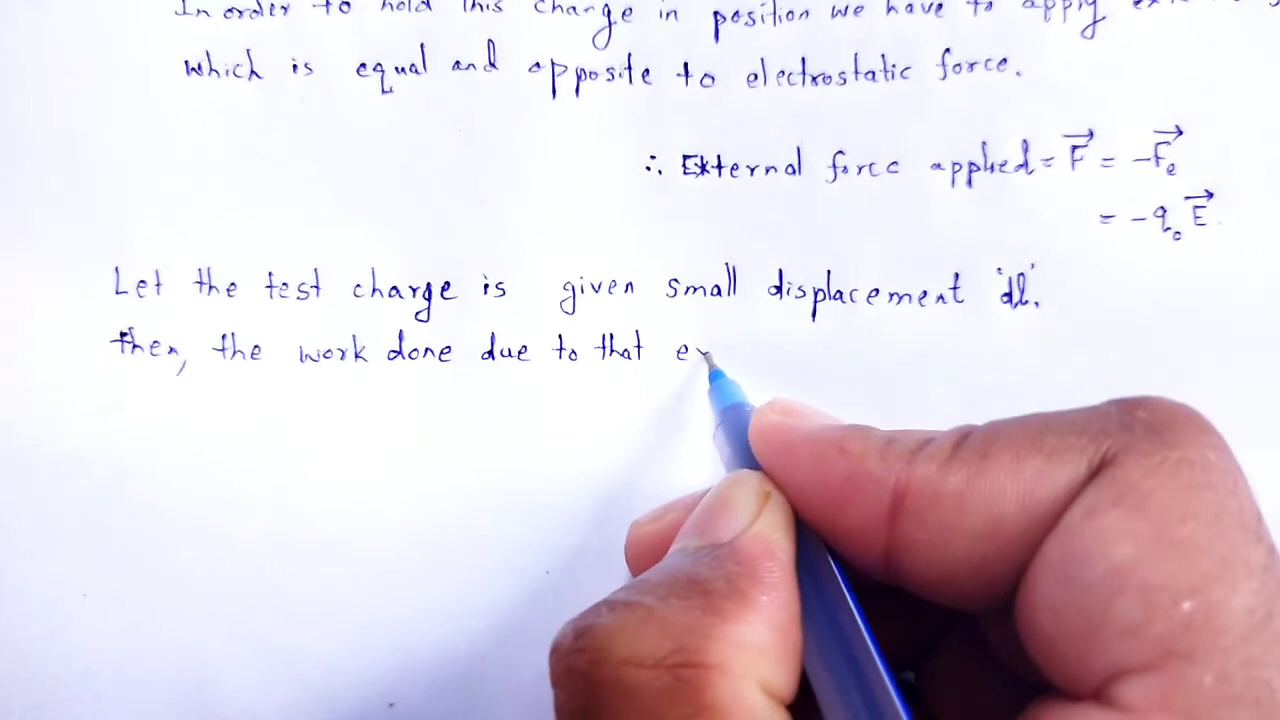 In order to hold this charge in position we have to apply
which is equal and opposite to electrostatic force.
∴ External force applied = F⃗ = -F⃗e
= -q₀E⃗
Let the test charge is given small displacement 'dl'.
then, the work done due to that ex